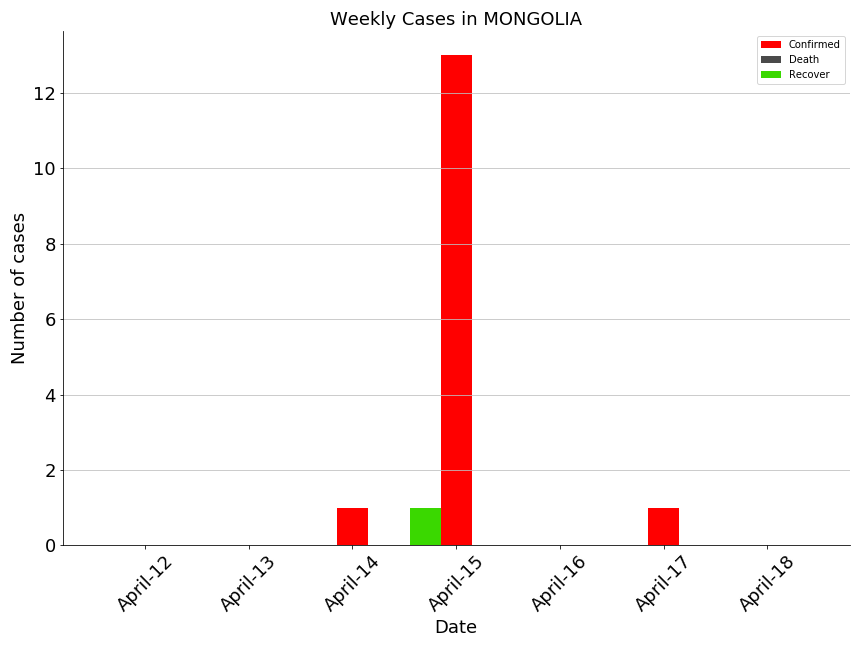 Weekly Cases in MONGOLIA
Confirmed
Death
Recover
Number of cases
12
10
8
6
4
2
0
April-12
April-13
April-14
April-15
April-16
April-17
April-18
Date